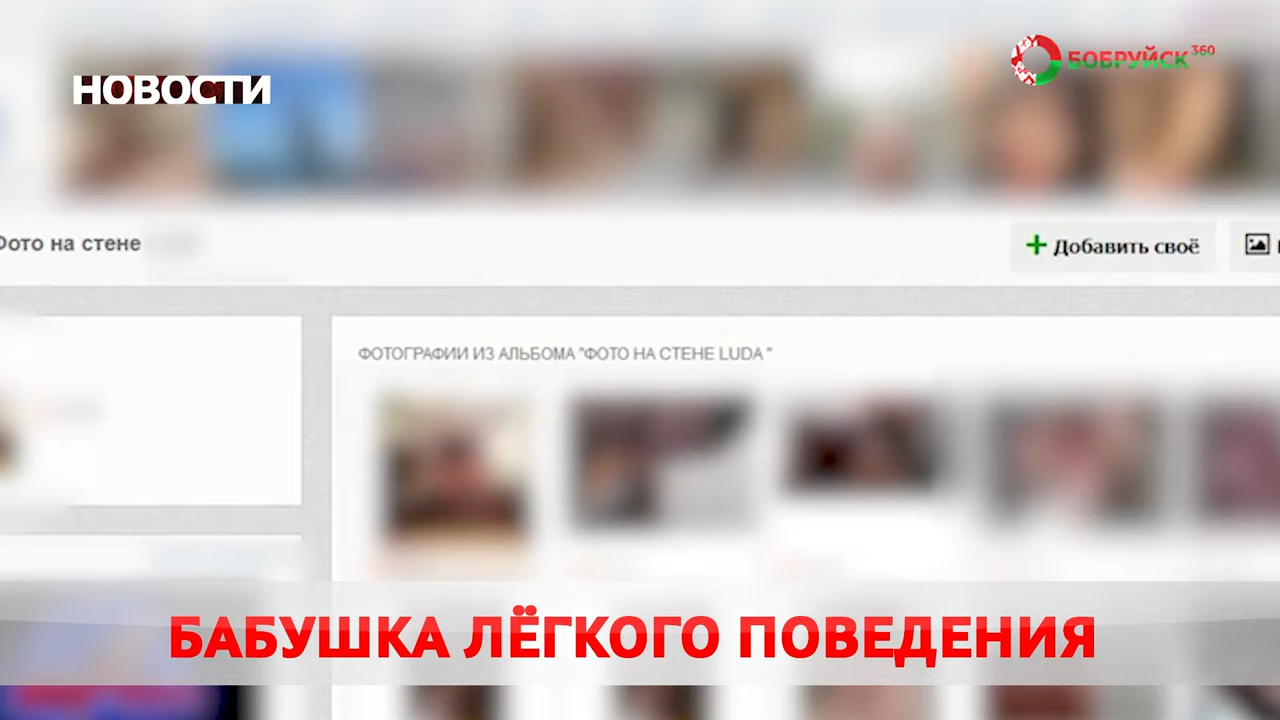 НОВОСТИ
БОБРУЙСК 360
Фото на стене
Добавить своё
ФОТОГРАФИИ ИЗ АЛЬБОМА "ФОТО НА СТЕНЕ LUDA "
БАБУШКА ЛЁГКОГО ПОВЕДЕНИЯ